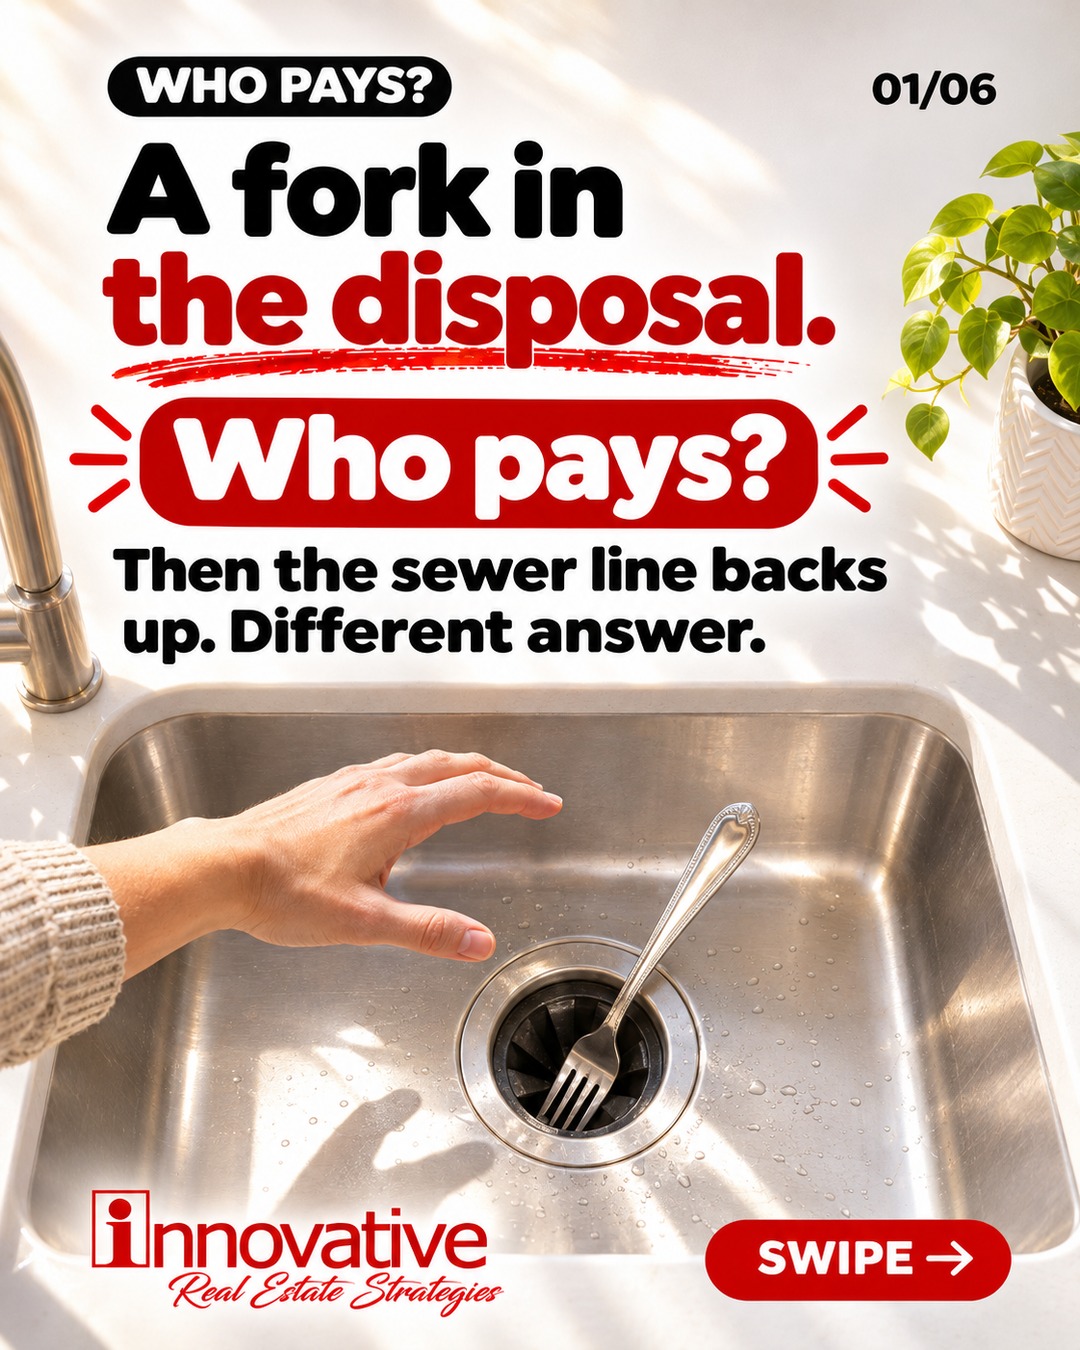 WHO PAYS?
01/06
A fork in
the disposal.
Who pays?
Then the sewer line backs
up. Different answer.
innovative
Real Estate Strategies
SWIPE →